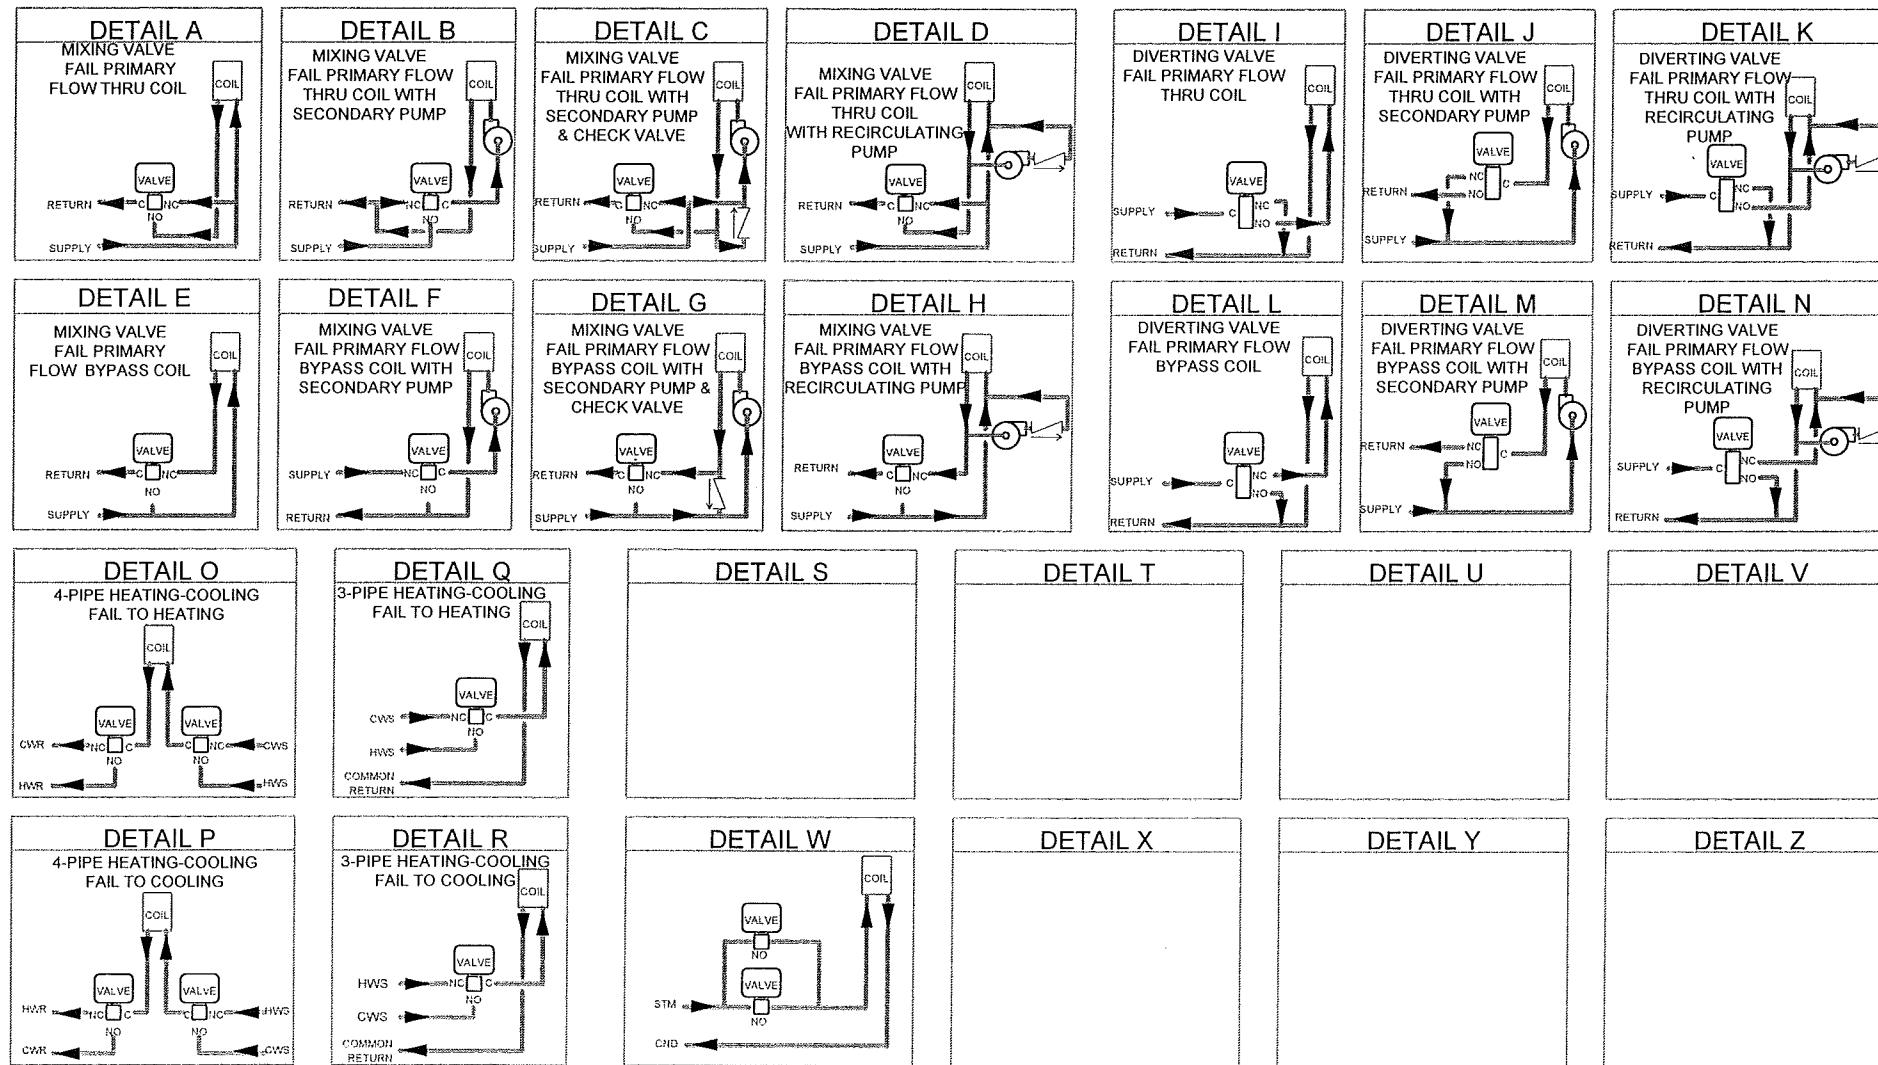 DETAIL A
MIXING VALVE
FAIL PRIMARY
FLOW THRU COIL
COIL
VALVE
RETURN
C
NC
NO
SUPPLY
DETAIL B
MIXING VALVE
FAIL PRIMARY FLOW
THRU COIL WITH
SECONDARY PUMP
COIL
VALVE
RETURN
NC
C
NO
SUPPLY
DETAIL C
MIXING VALVE
FAIL PRIMARY FLOW
THRU COIL WITH
SECONDARY PUMP
& CHECK VALVE
COIL
VALVE
RETURN
C
NC
NO
SUPPLY
DETAIL D
MIXING VALVE
FAIL PRIMARY FLOW
THRU COIL
WITH RECIRCULATING
PUMP
COIL
VALVE
RETURN
C
NC
NO
SUPPLY
DETAIL I
DIVERTING VALVE
FAIL PRIMARY FLOW
THRU COIL
COIL
VALVE
SUPPLY
C
NC
NO
RETURN
DETAIL J
DIVERTING VALVE
FAIL PRIMARY FLOW
THRU COIL WITH
SECONDARY PUMP
COIL
VALVE
NC
C
RETURN
NO
SUPPLY
DETAIL K
DIVERTING VALVE
FAIL PRIMARY FLOW
THRU COIL WITH
RECIRCULATING
PUMP
COIL
VALVE
SUPPLY
C
NC
NO
RETURN
DETAIL E
MIXING VALVE
FAIL PRIMARY
FLOW BYPASS COIL
COIL
VALVE
RETURN
C
NC
NO
SUPPLY
DETAIL F
MIXING VALVE
FAIL PRIMARY FLOW
BYPASS COIL WITH
SECONDARY PUMP
COIL
VALVE
SUPPLY
NC
C
NO
RETURN
DETAIL G
MIXING VALVE
FAIL PRIMARY FLOW
BYPASS COIL WITH
SECONDARY PUMP &
CHECK VALVE
COIL
VALVE
RETURN
C
NC
NO
SUPPLY
DETAIL H
MIXING VALVE
FAIL PRIMARY FLOW
BYPASS COIL WITH
RECIRCULATING PUMP
COIL
VALVE
RETURN
C
NC
NO
SUPPLY
DETAIL L
DIVERTING VALVE
FAIL PRIMARY FLOW
BYPASS COIL
COIL
VALVE
SUPPLY
C
NC
NO
RETURN
DETAIL M
DIVERTING VALVE
FAIL PRIMARY FLOW
BYPASS COIL WITH
SECONDARY PUMP
COIL
VALVE
RETURN
NC
C
NO
SUPPLY
DETAIL N
DIVERTING VALVE
FAIL PRIMARY FLOW
BYPASS COIL WITH
RECIRCULATING
PUMP
COIL
VALVE
SUPPLY
C
NC
NO
RETURN
DETAIL O
4-PIPE HEATING-COOLING
FAIL TO HEATING
COIL
VALVE
VALVE
CWR
NC
C
C
NC
CWS
NO
NO
HWR
HWS
DETAIL Q
3-PIPE HEATING-COOLING
FAIL TO HEATING
COIL
VALVE
CWS
NC
C
NO
HWS
COMMON
RETURN
DETAIL S
DETAIL T
DETAIL U
DETAIL V
DETAIL P
4-PIPE HEATING-COOLING
FAIL TO COOLING
COIL
VALVE
VALVE
HWR
NC
C
C
NC
HWS
NO
NO
CWR
CWS
DETAIL R
3-PIPE HEATING-COOLING
FAIL TO COOLING
COIL
VALVE
HWS
NC
C
NO
CWS
COMMON
RETURN
DETAIL W
COIL
VALVE
NO
VALVE
STM
NO
CND
DETAIL X
DETAIL Y
DETAIL Z